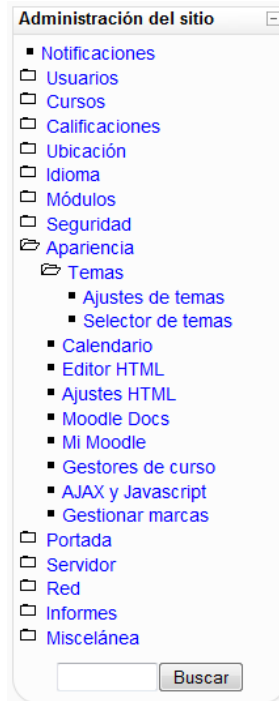 Administración del sitio
Notificaciones
Usuarios
Cursos
Calificaciones
Ubicación
Idioma
Módulos
Seguridad
Apariencia
Temas
Ajustes de temas
Selector de temas
Calendario
Editor HTML
Ajustes HTML
Moodle Docs
Mi Moodle
Gestores de curso
AJAX y Javascript
Gestionar marcas
Portada
Servidor
Red
Informes
Miscelánea
Buscar